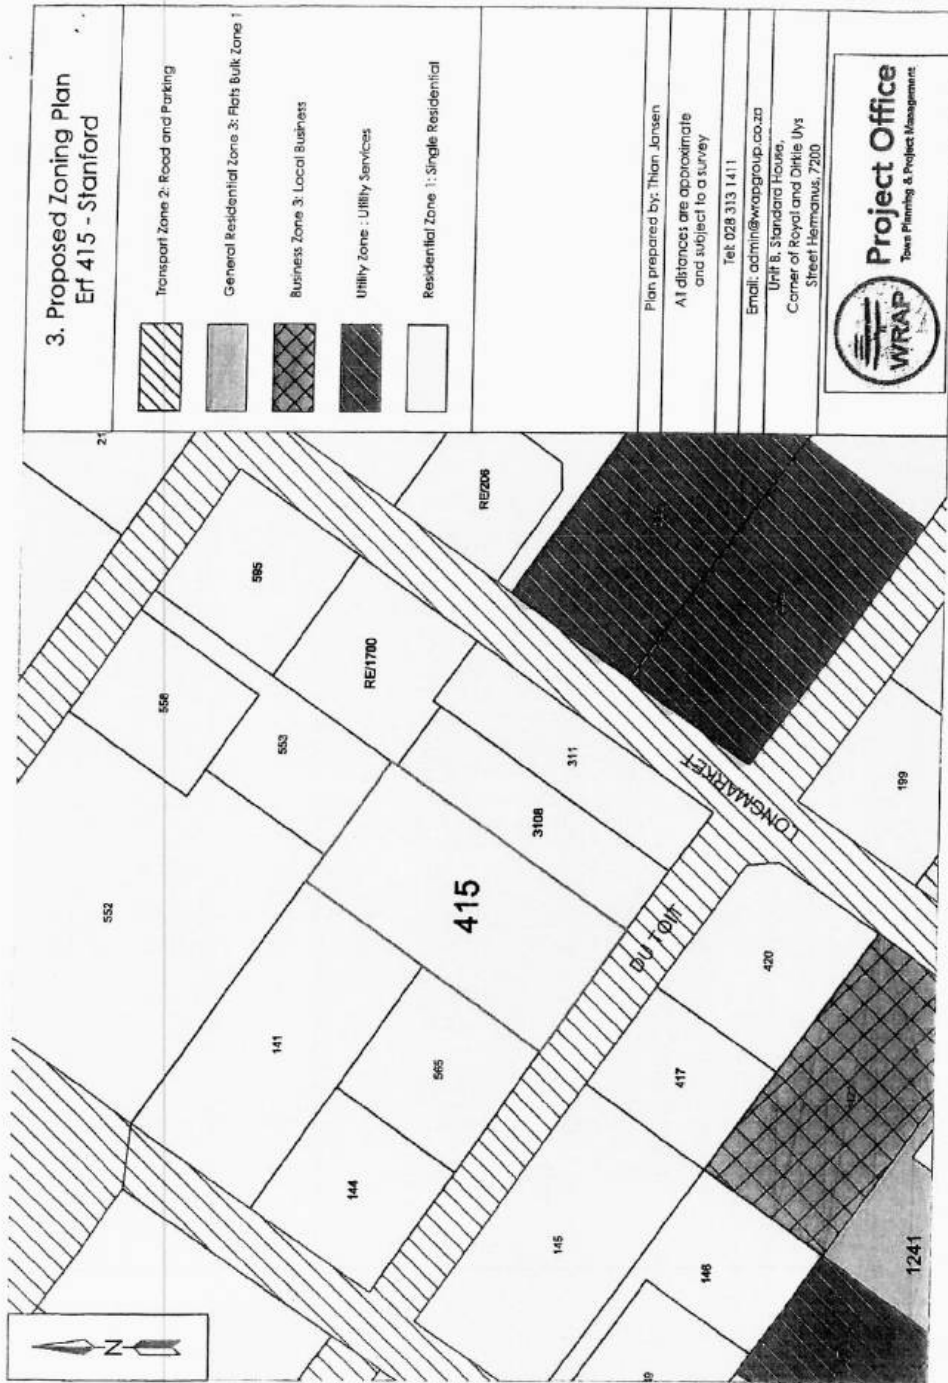 3. Proposed Zoning Plan
Erf 415 - Stanford
Transport Zone 2: Road and Parking
General Residential Zone 3: Flats Bulk Zone 1
Business Zone 3: Local Business
Utility Zone : Utility Services
Residential Zone 1: Single Residential
Plan prepared by: Thian Jansen
All distances are approximate
and subject to a survey
Tel: 028 313 1411
Email: admin@wrapgroup.co.za
Unit B, Standard House,
Corner of Royal and Dirkie Uys
Street Hermanus, 7200
WRAP
Project Office
Town Planning & Project Management
N
21
595
RE/206
558
RE/1700
553
311
552
3108
415
LONGMARKET
199
DU TOIT
141
565
420
417
144
145
146
1241